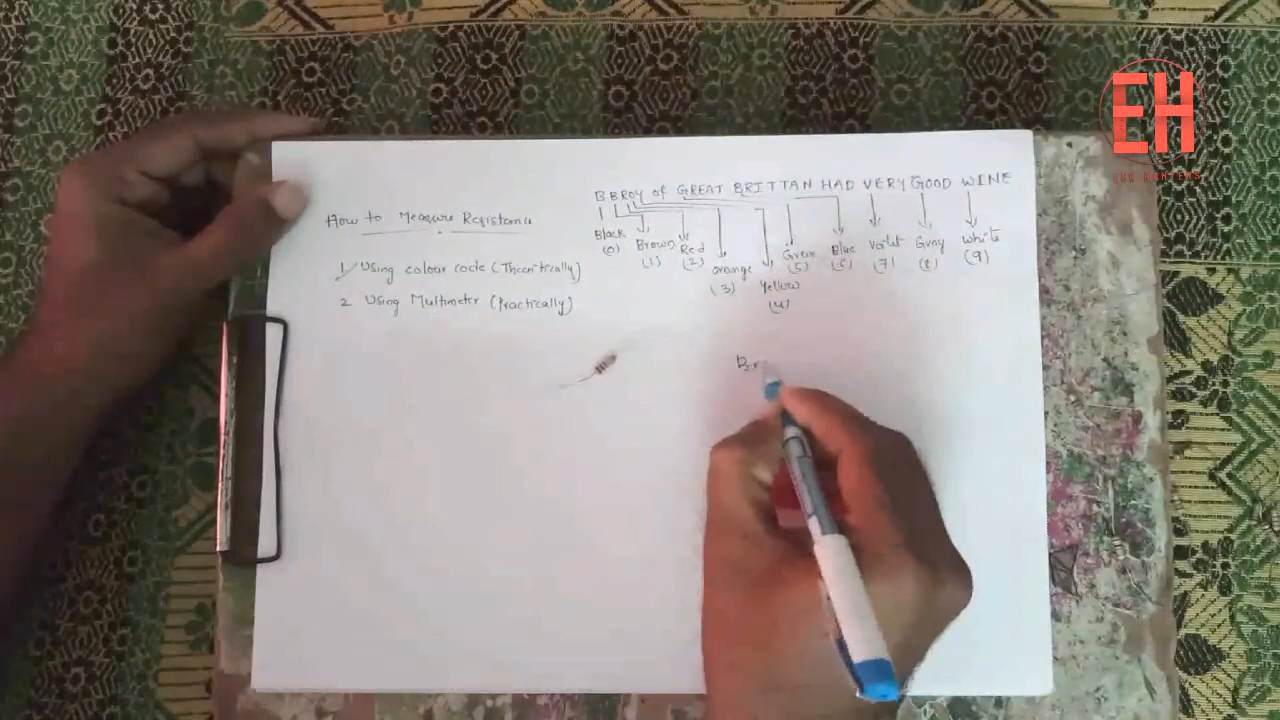 How to Measure Resistance
1 Using colour code (Theoritically)
2 Using Multimeter (Practically)
B B ROY of GREAT BRITTAN HAD VERY GOOD WINE
Black Brown Red Orange Yellow Green Blue Violet Gray White
(0) (1) (2) (3) (4) (5) (6) (7) (8) (9)
Br
EH